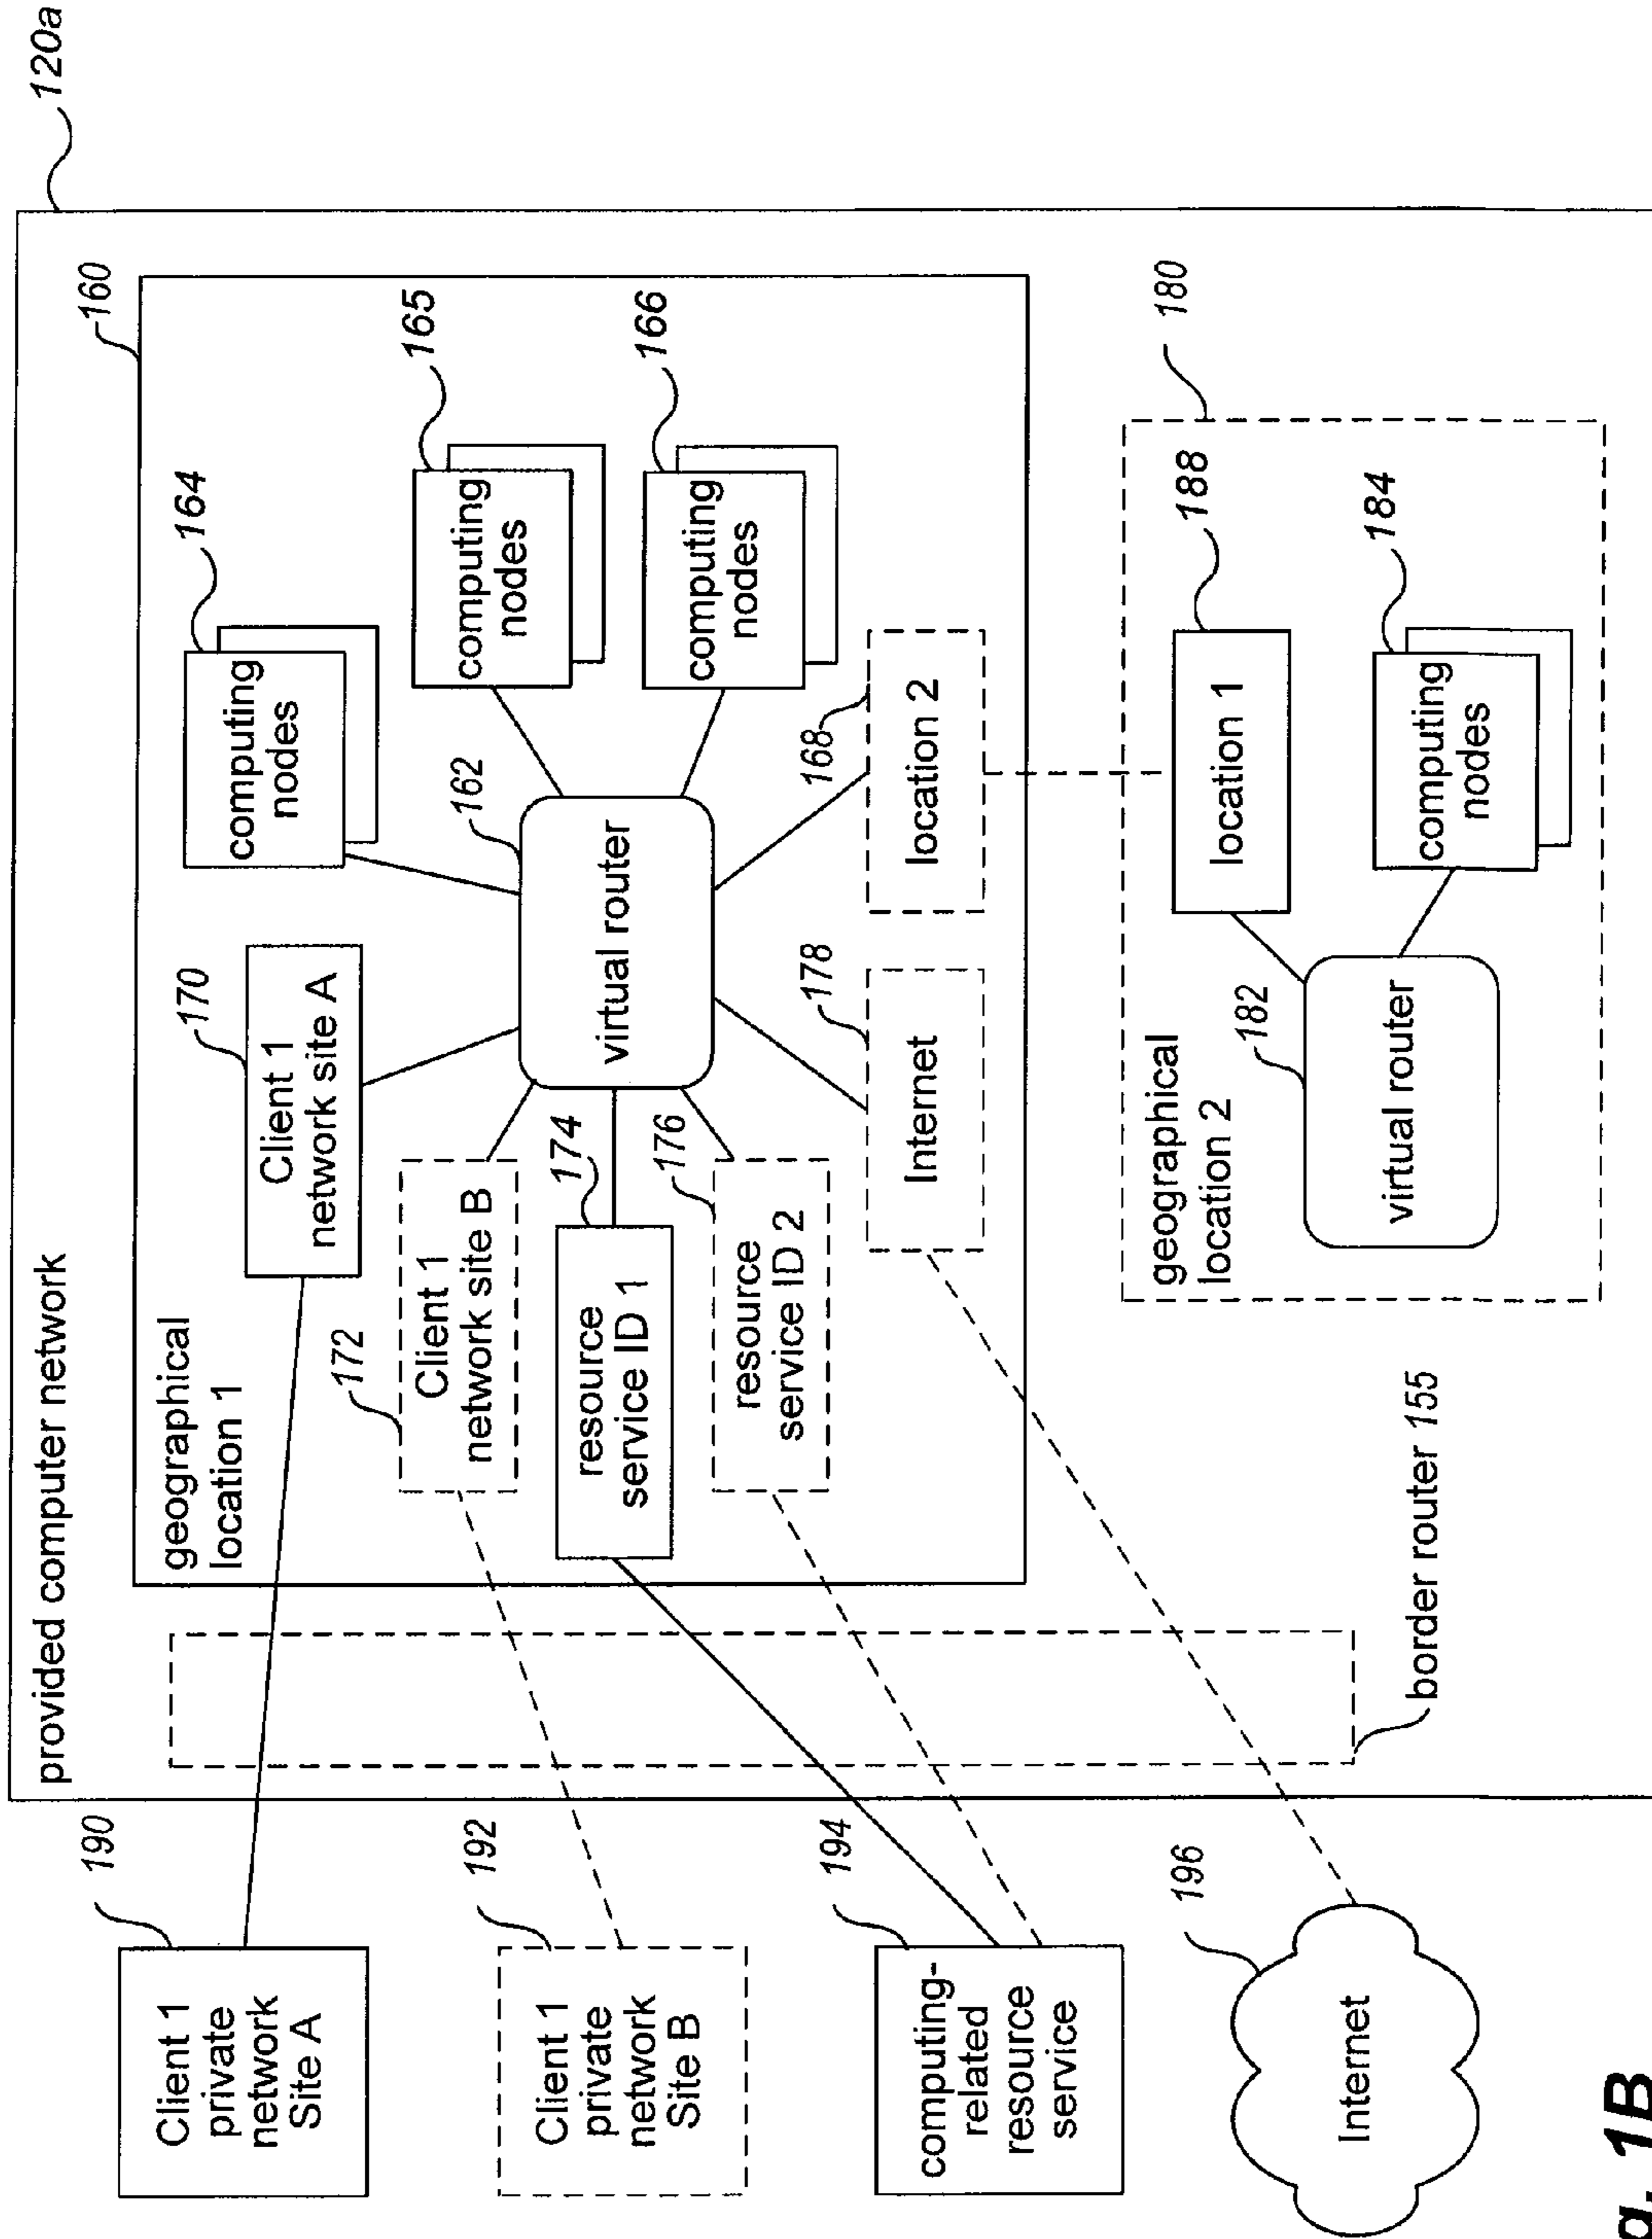 120a
provided computer network
160
geographical
location 1
170
Client 1
network site A
164
computing
nodes
165
computing
nodes
166
computing
nodes
162
virtual router
172
Client 1
network site B
174
resource
service ID 1
176
resource
service ID 2
178
Internet
168
location 2
180
geographical
location 2
188
location 1
184
computing
nodes
182
virtual router
border router 155
190
Client 1
private
network
Site A
192
Client 1
private
network
Site B
194
computing-
related
resource
service
196
Internet
g. 1B